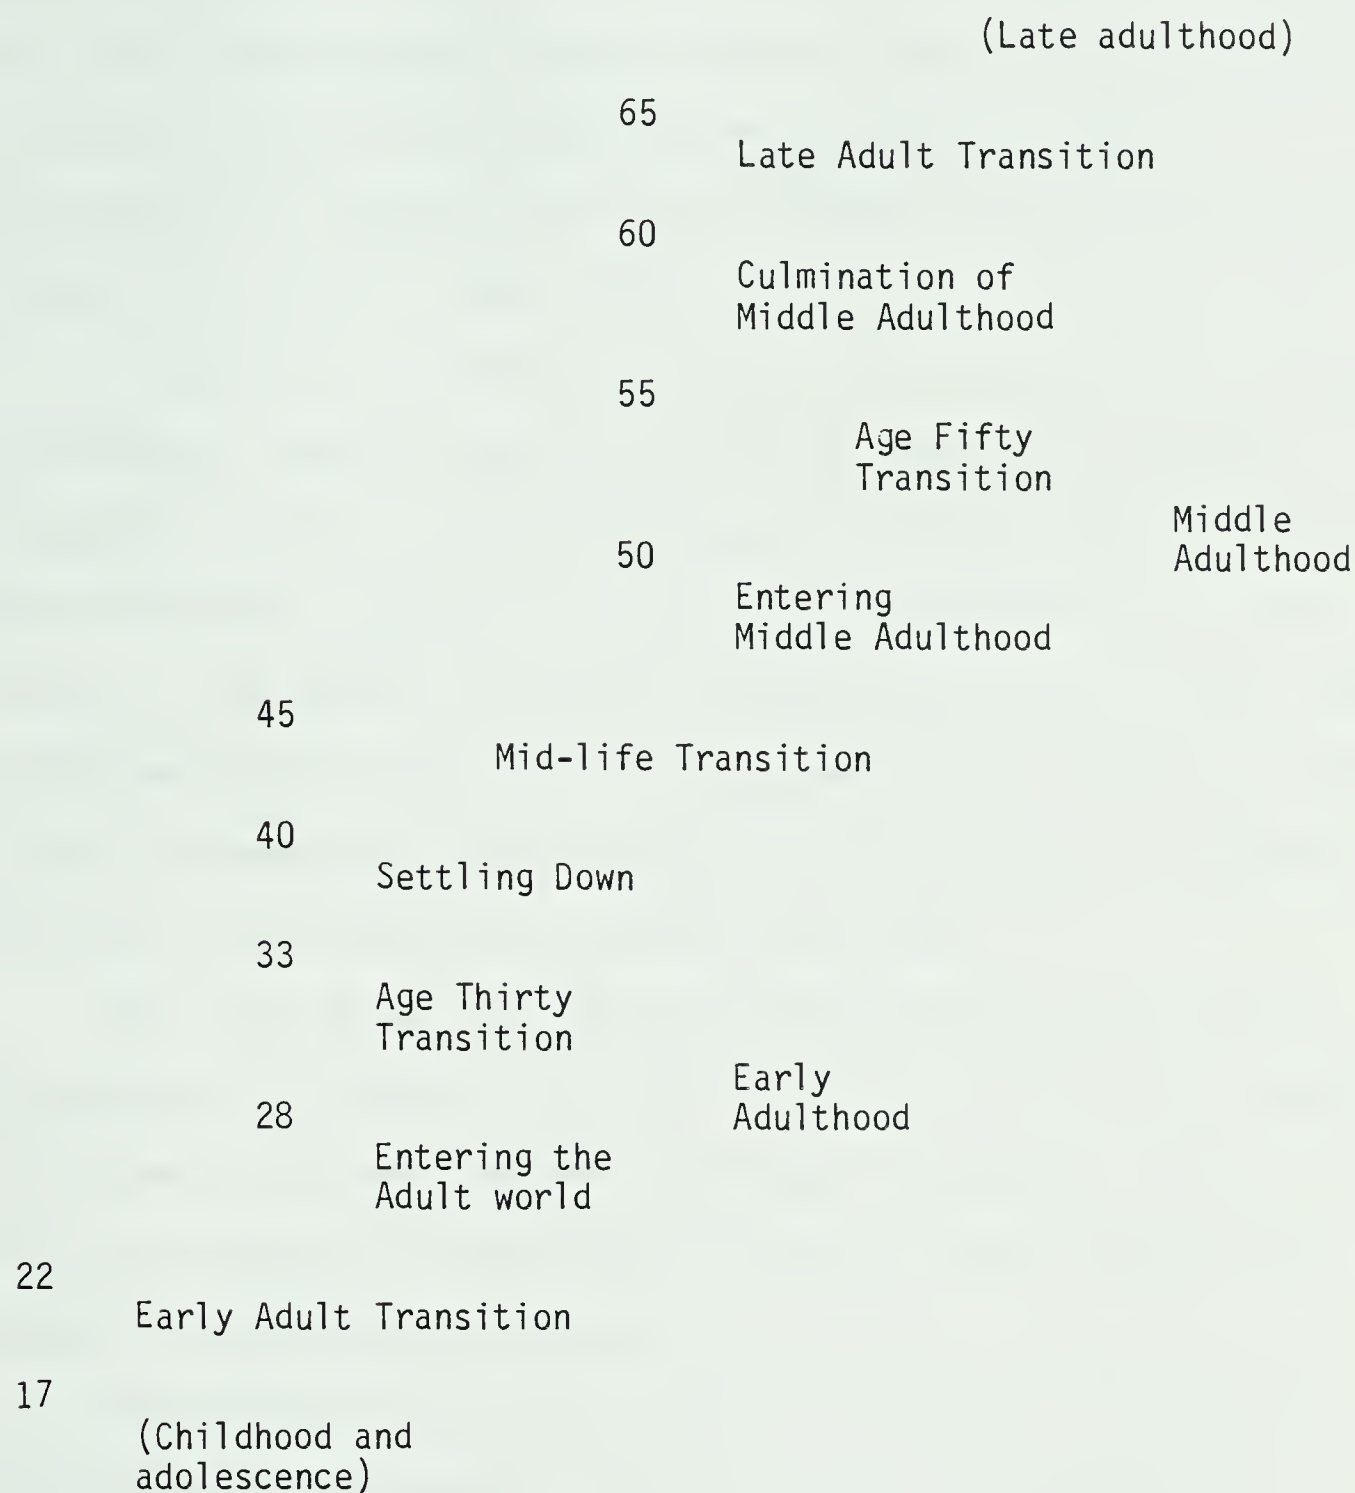 (Late adulthood)
65
Late Adult Transition
60
Culmination of
Middle Adulthood
55
Age Fifty
Transition
Middle
50 Adulthood
Entering
Middle Adulthood
45
Mid-life Transition
40
Settling Down
33
Age Thirty
Transition
Early
28 Adulthood
Entering the
Adult world
22
Early Adult Transition
17
(Childhood and
adolescence)